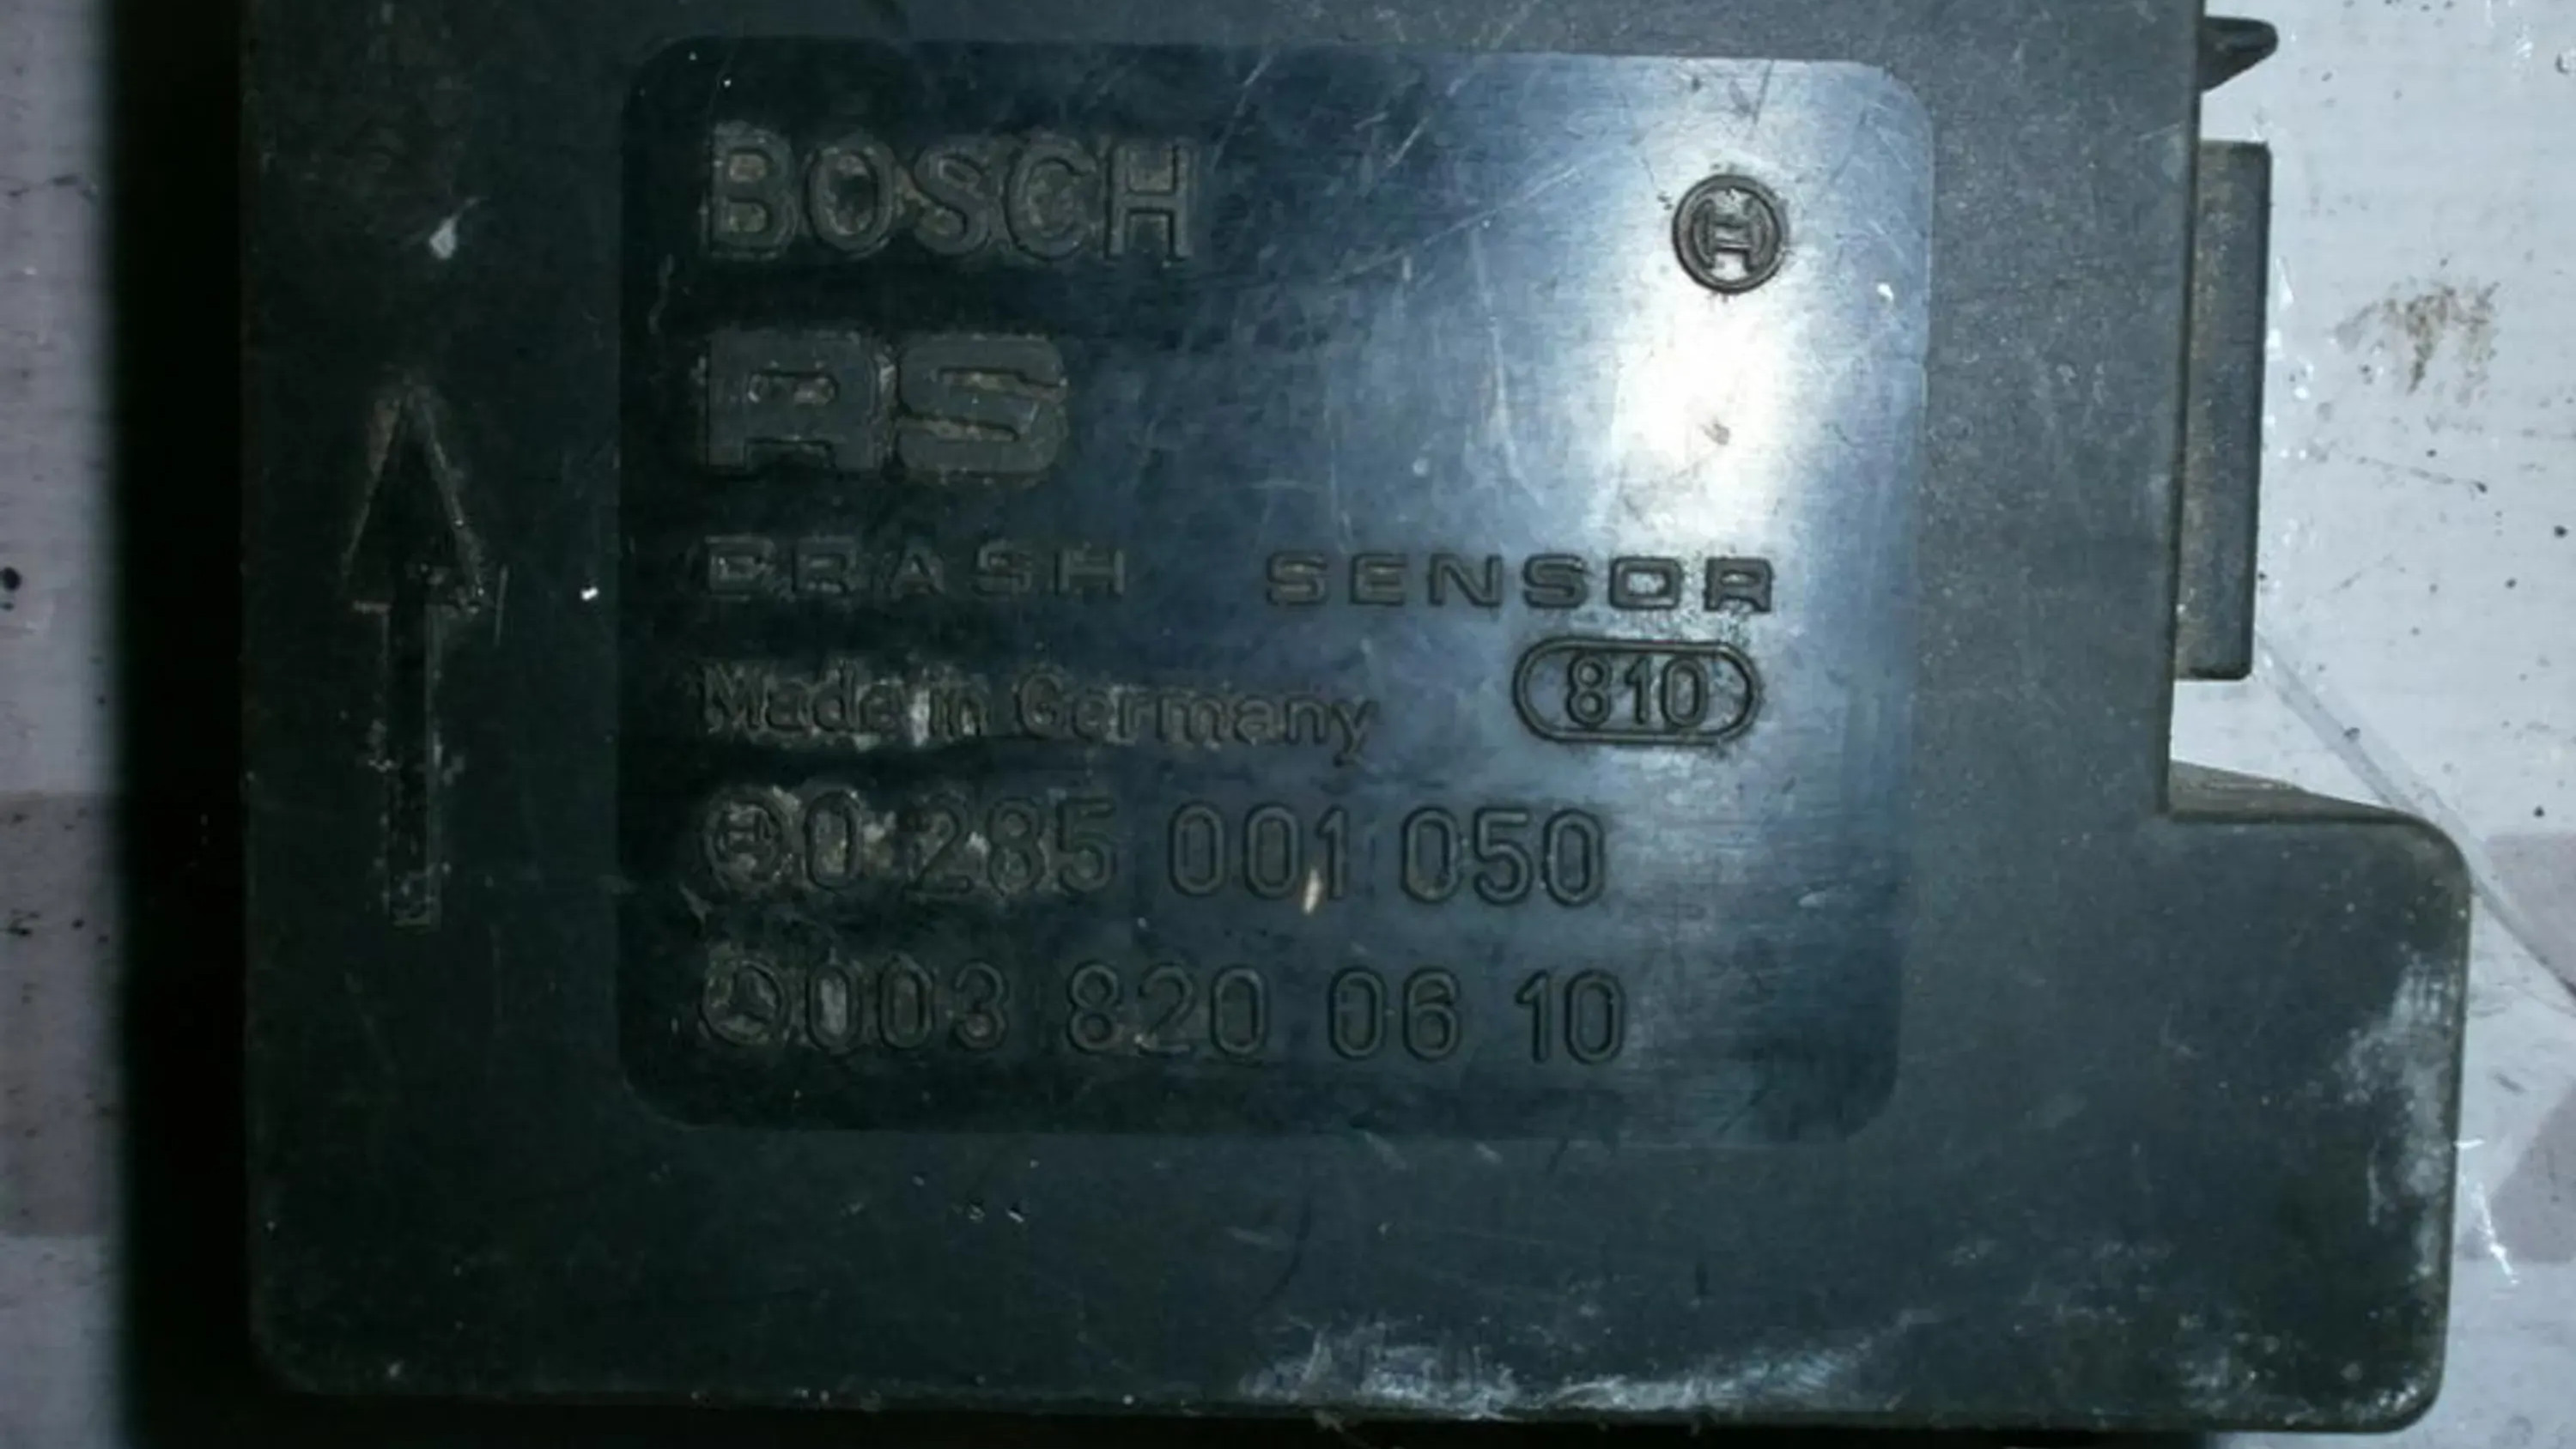 BOSCH
RS
CRASH SENSOR
Made in Germany 810
0 285 001 050
003 820 06 10